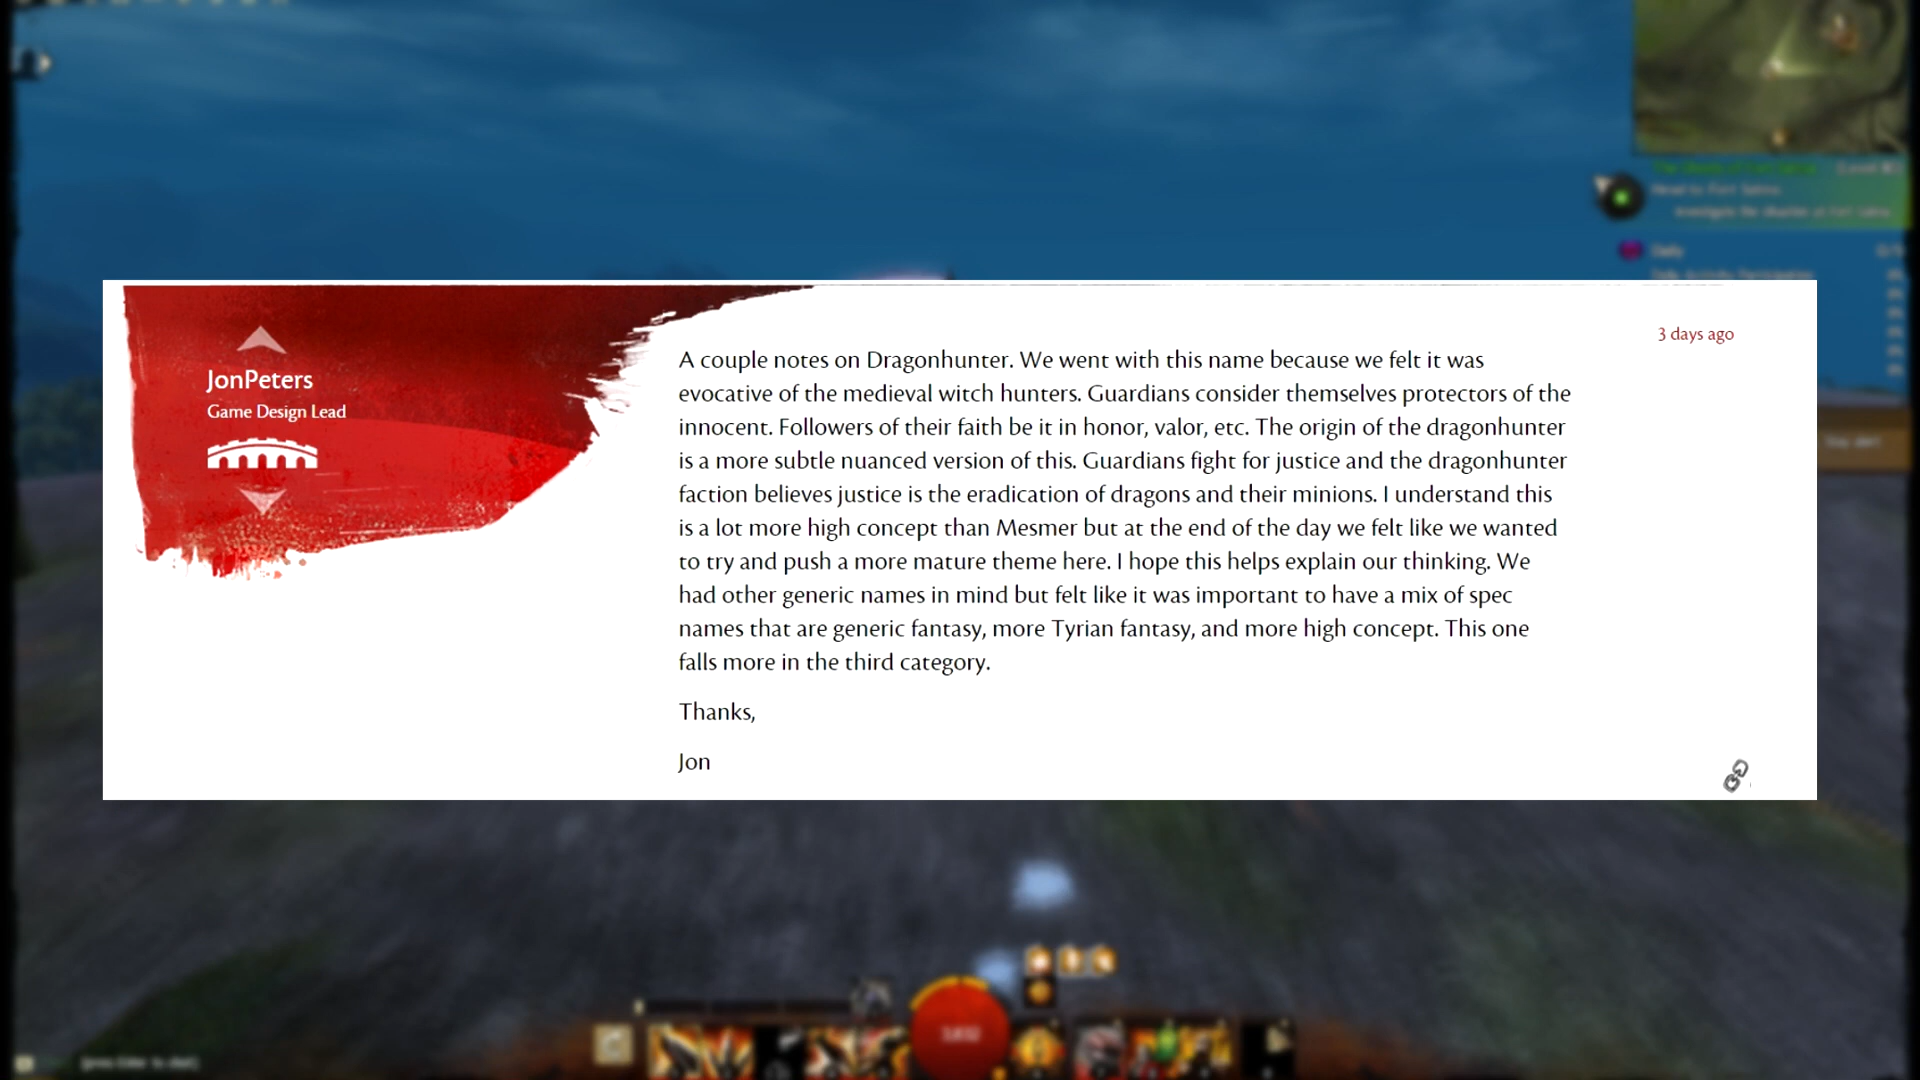 JonPeters
Game Design Lead
3 days ago
A couple notes on Dragonhunter. We went with this name because we felt it was
evocative of the medieval witch hunters. Guardians consider themselves protectors of the
innocent. Followers of their faith be it in honor, valor, etc. The origin of the dragonhunter
is a more subtle nuanced version of this. Guardians fight for justice and the dragonhunter
faction believes justice is the eradication of dragons and their minions. I understand this
is a lot more high concept than Mesmer but at the end of the day we felt like we wanted
to try and push a more mature theme here. I hope this helps explain our thinking. We
had other generic names in mind but felt like it was important to have a mix of spec
names that are generic fantasy, more Tyrian fantasy, and more high concept. This one
falls more in the third category.
Thanks,
Jon